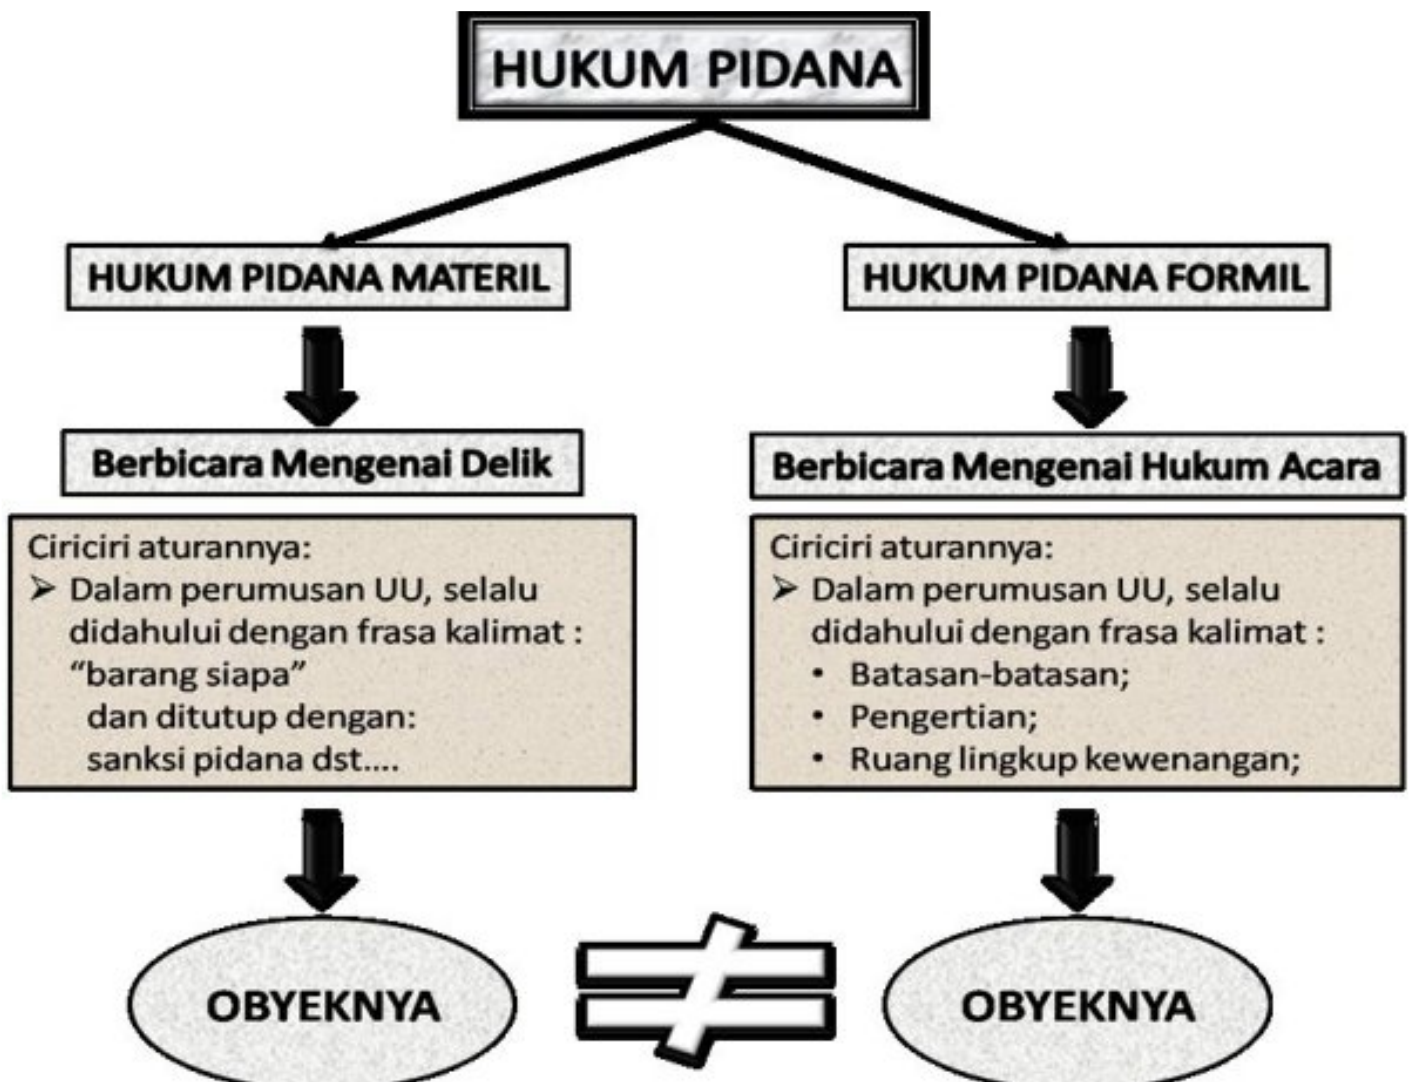 HUKUM PIDANA
HUKUM PIDANA MATERIL
HUKUM PIDANA FORMIL
Berbicara Mengenai Delik
Berbicara Mengenai Hukum Acara
Ciriciri aturannya:
➢ Dalam perumusan UU, selalu
didahului dengan frasa kalimat :
“barang siapa”
dan ditutup dengan:
sanksi pidana dst....
Ciriciri aturannya:
➢ Dalam perumusan UU, selalu
didahului dengan frasa kalimat :
• Batasan-batasan;
• Pengertian;
• Ruang lingkup kewenangan;
OBYEKNYA
≠
OBYEKNYA